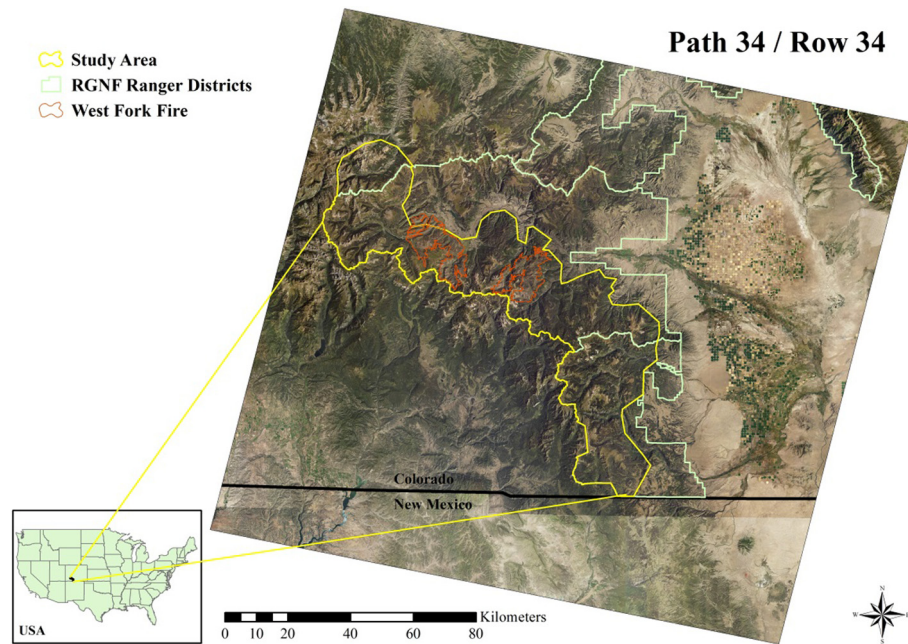 Path 34 / Row 34
Study Area
RGNF Ranger Districts
West Fork Fire
Colorado
New Mexico
USA
Kilometers
0 5 10 20 40 60 80
N
W E
S